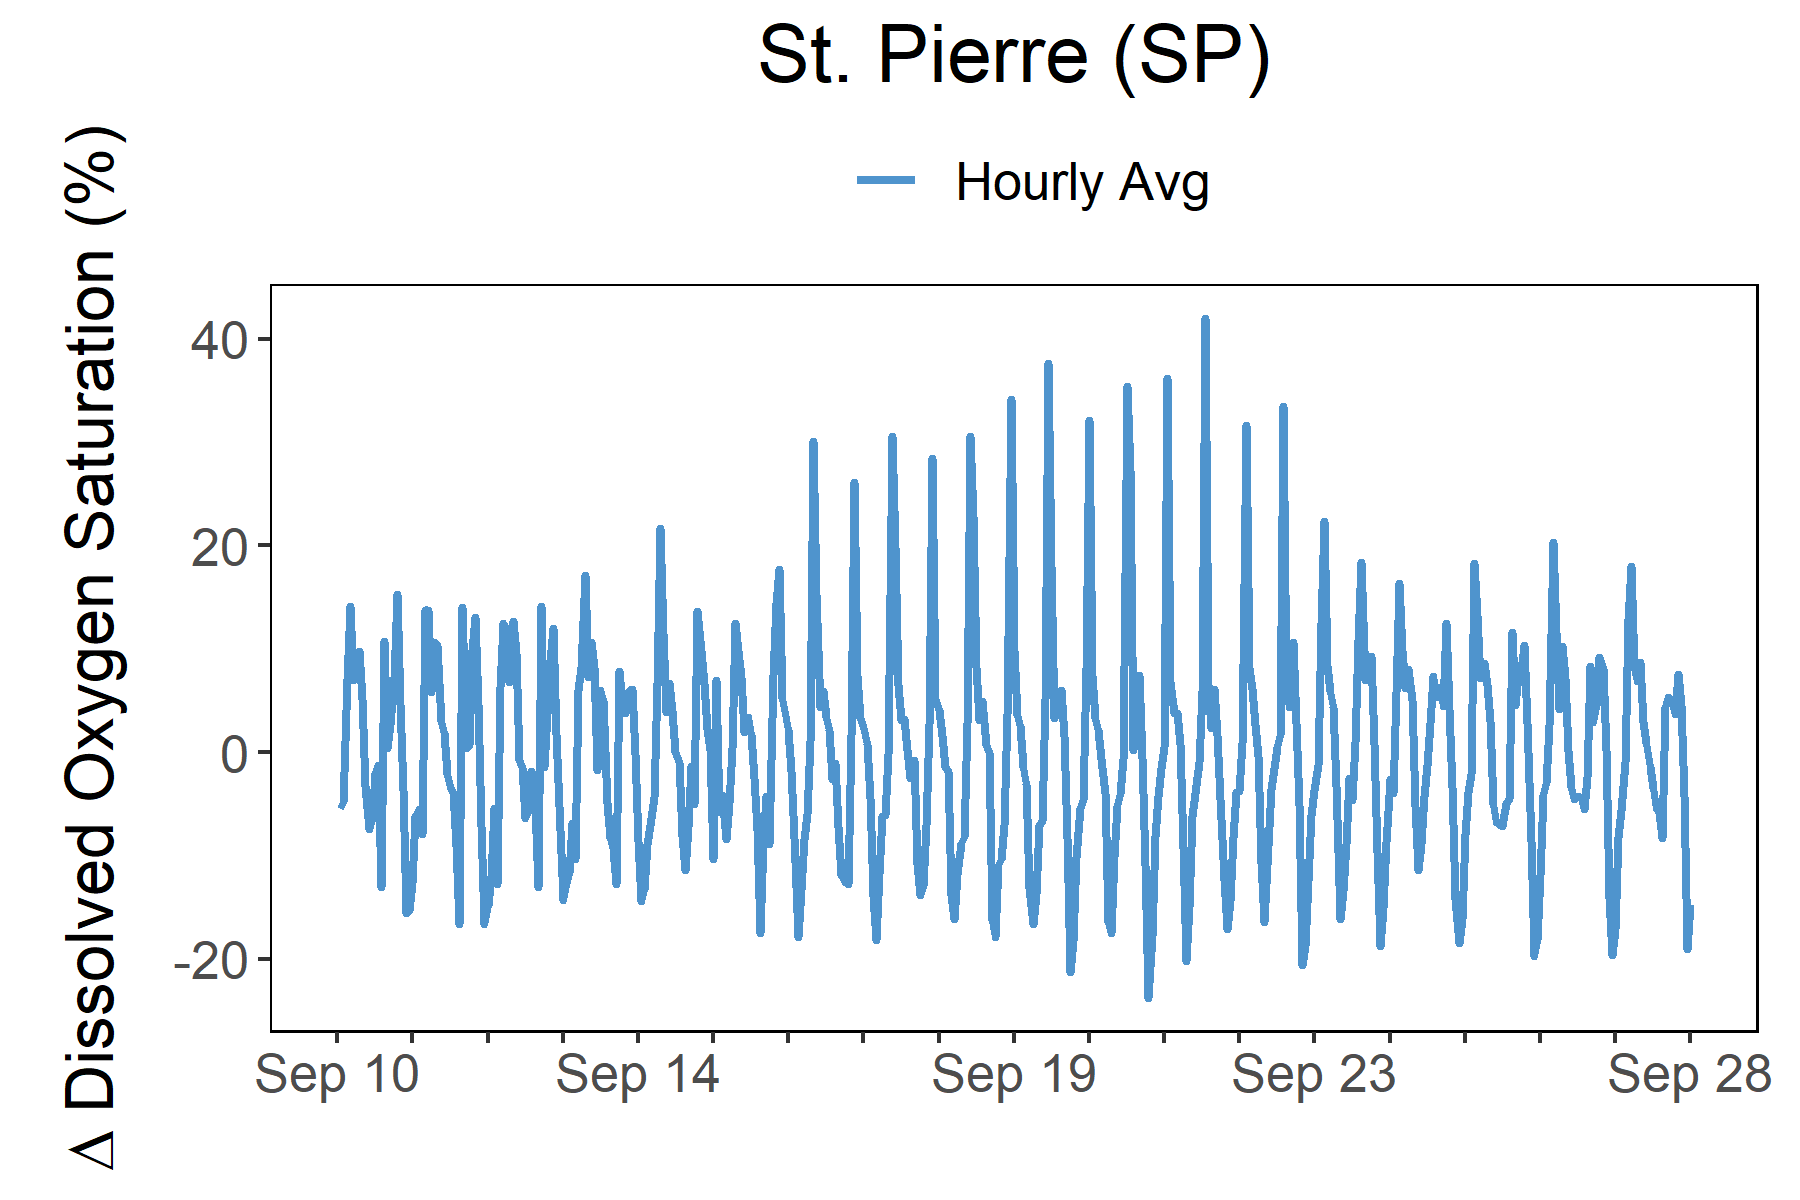 St. Pierre (SP)
Hourly Avg
Δ Dissolved Oxygen Saturation (%)
40
20
0
-20
Sep 10 Sep 14 Sep 19 Sep 23 Sep 28